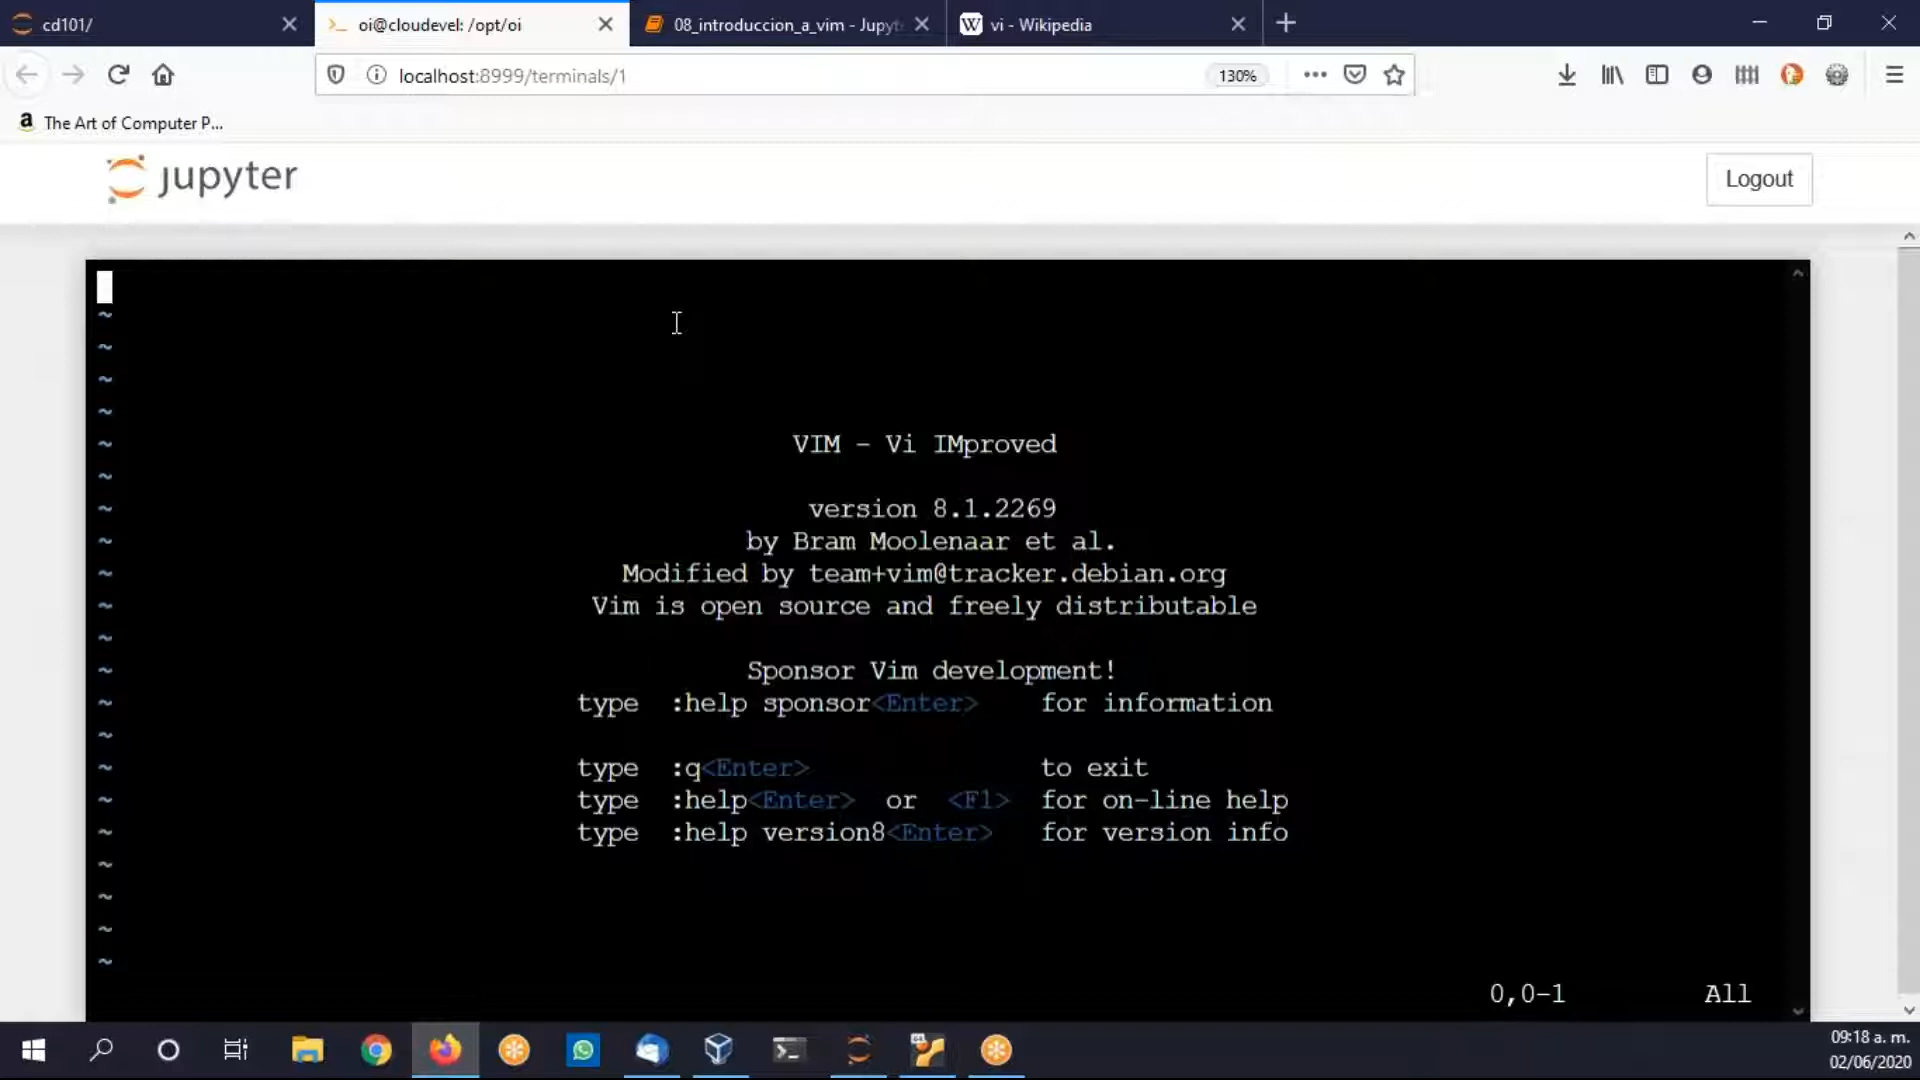 cd101/
oi@cloudevel: /opt/oi
08_introduccion_a_vim - Jupyt
vi - Wikipedia
localhost:8999/terminals/1
130%
The Art of Computer P...
jupyter
Logout
~
~
~
~
VIM - Vi IMproved
~
~
version 8.1.2269
~
by Bram Moolenaar et al.
~
Modified by team+vim@tracker.debian.org
~
Vim is open source and freely distributable
~
~
Sponsor Vim development!
~
type :help sponsor<Enter> for information
~
~
type :q<Enter> to exit
~
type :help<Enter> or <F1> for on-line help
~
type :help version8<Enter> for version info
~
~
~
~
~
0,0-1 All
09:18 a. m.
02/06/2020